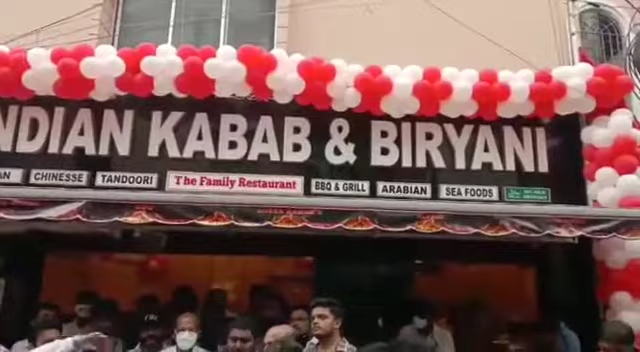 NDIAN KABAB & BIRYANI
CHINESSE TANDOORI The Family Restaurant BBQ & GRILL ARABIAN SEA FOODS